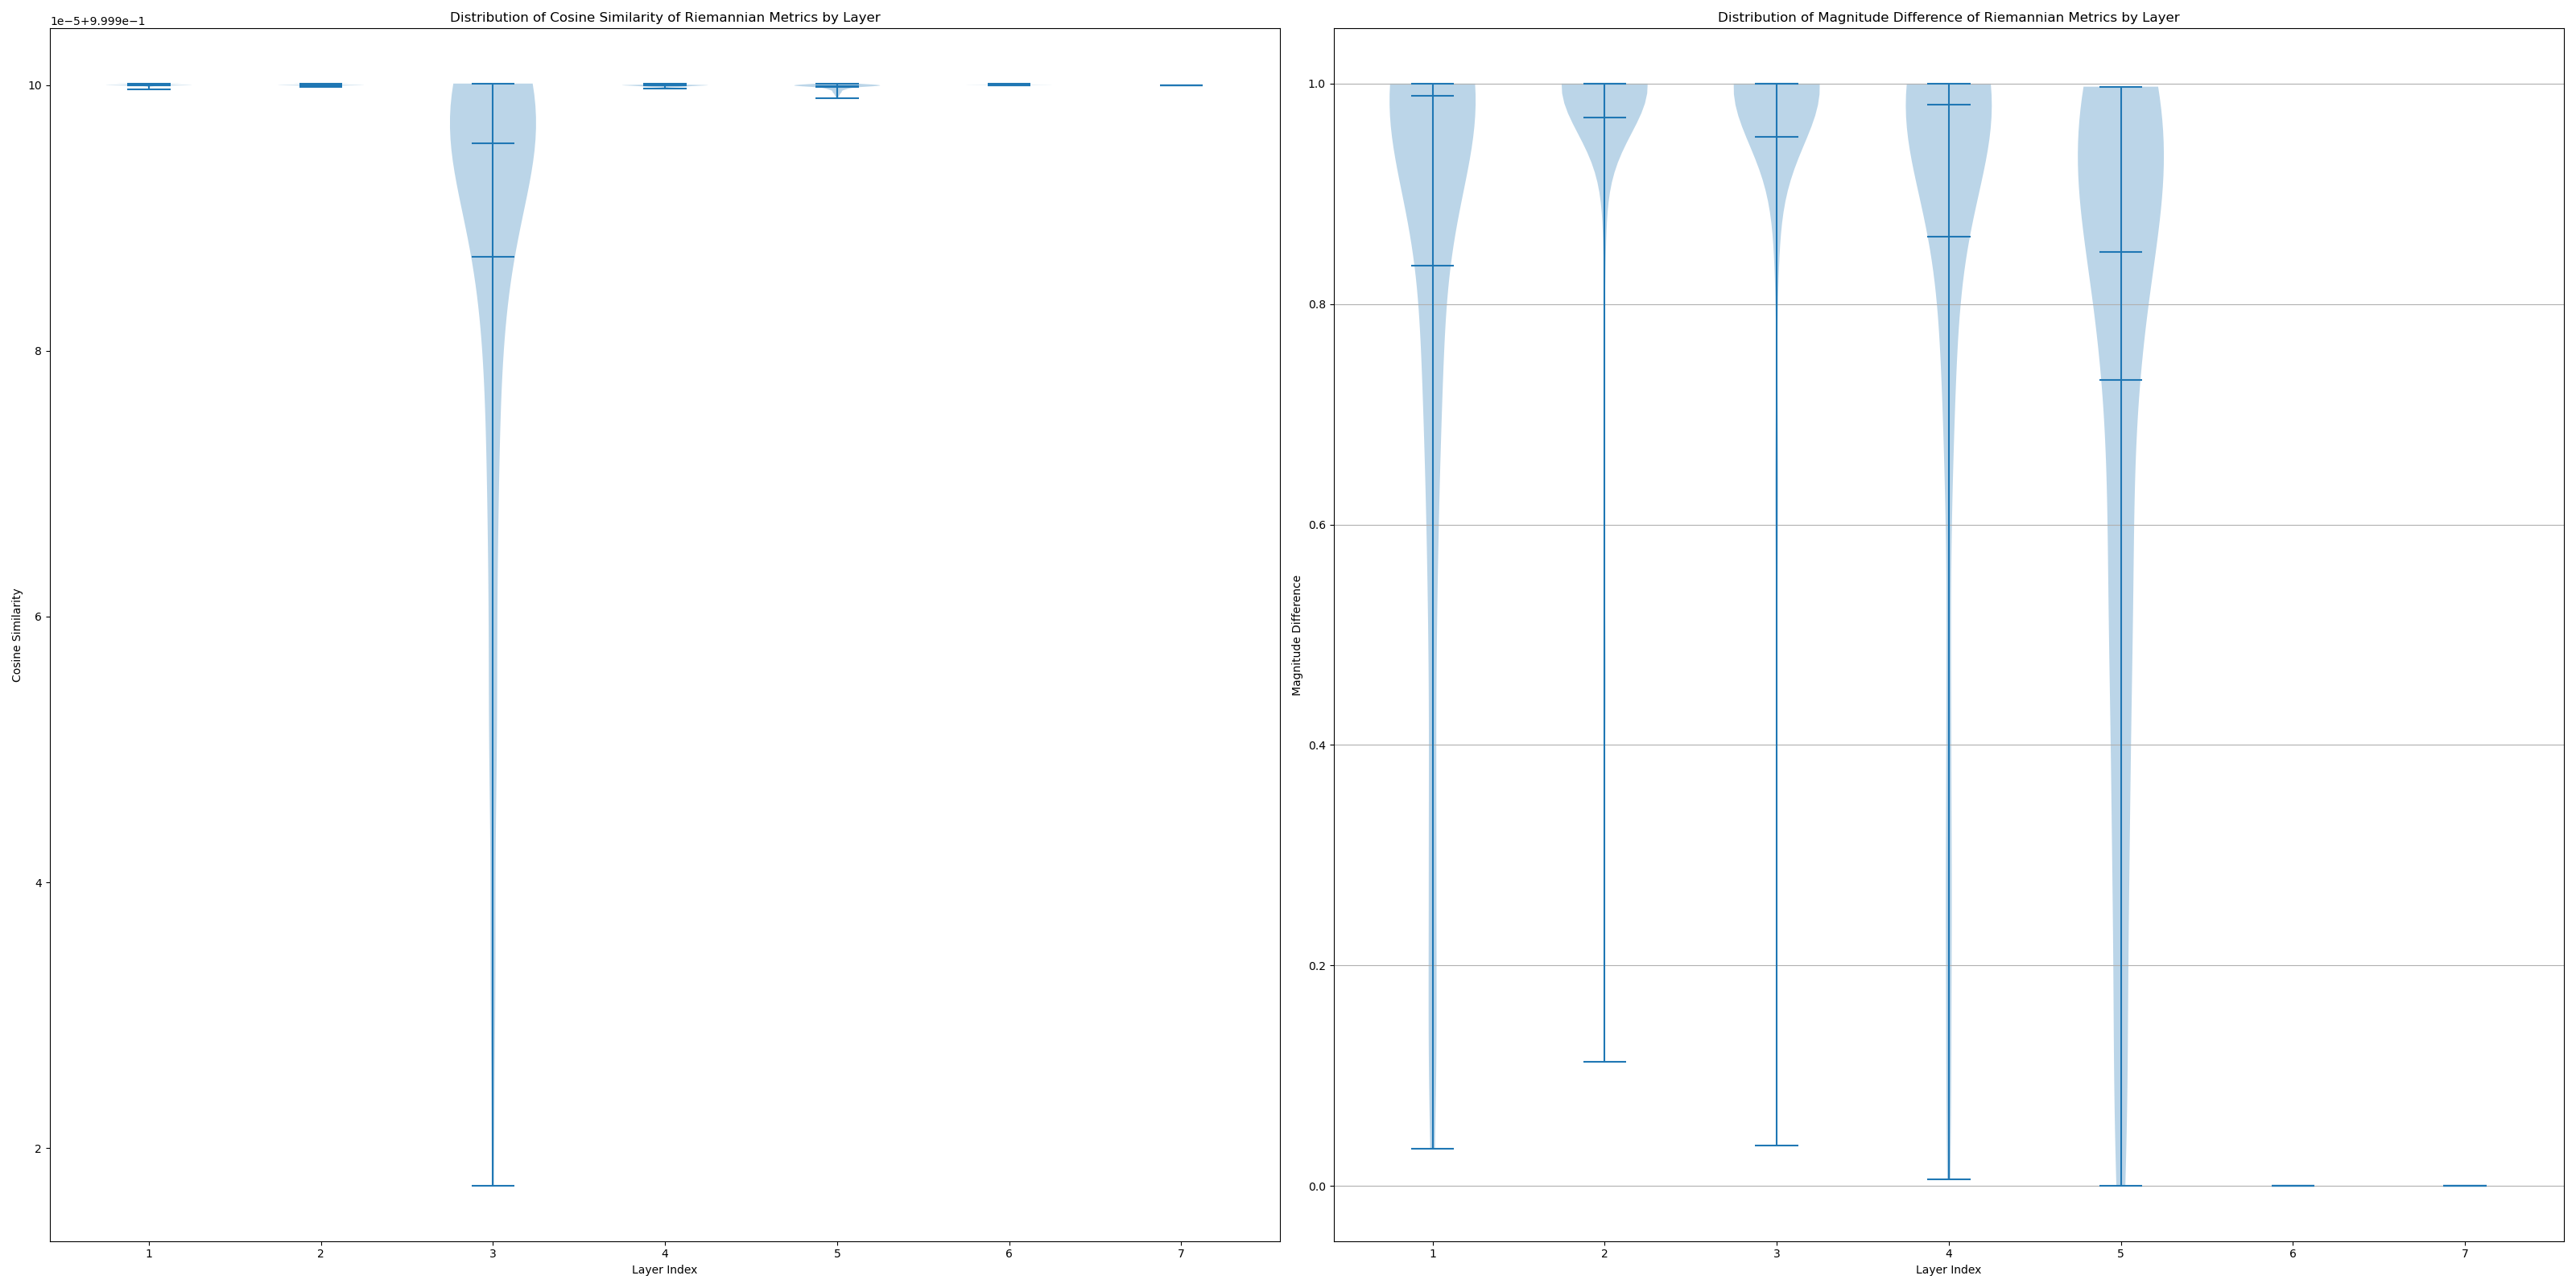 Distribution of Cosine Similarity of Riemannian Metrics by Layer
1e−5+9.999e−1
10
8
6
4
2
Cosine Similarity
1 2 3 4 5 6 7
Layer Index
Distribution of Magnitude Difference of Riemannian Metrics by Layer
1.0
0.8
0.6
0.4
0.2
0.0
Magnitude Difference
1 2 3 4 5 6 7
Layer Index